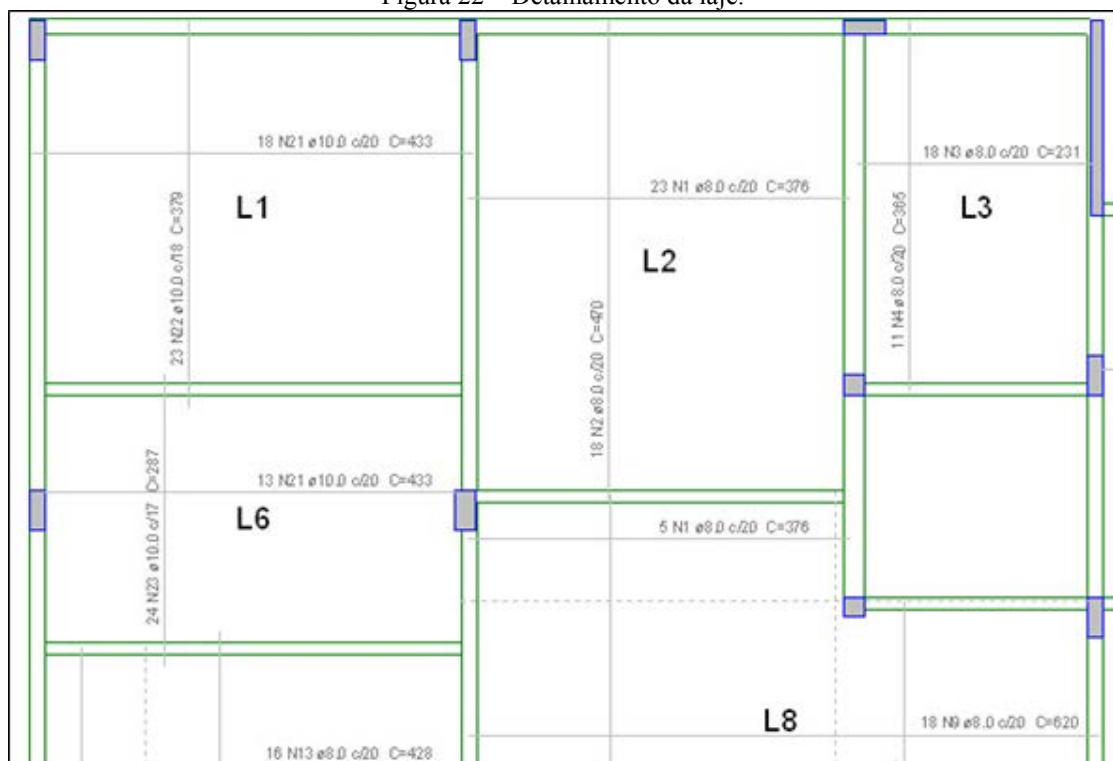 Figura 22 – Detalhamento da laje.
18 N21 ø10.0 c/20 C=433
23 N1 ø8.0 c/20 C=376
18 N3 ø8.0 c/20 C=231
L1
L2
L3
23 N22 ø10.0 c/18 C=379
18 N2 ø8.0 c/20 C=470
11 N4 ø8.0 c/20 C=365
13 N21 ø10.0 c/20 C=433
L6
24 N23 ø10.0 c/17 C=287
5 N1 ø8.0 c/20 C=376
L8
18 N9 ø8.0 c/20 C=620
16 N13 ø8.0 c/20 C=428